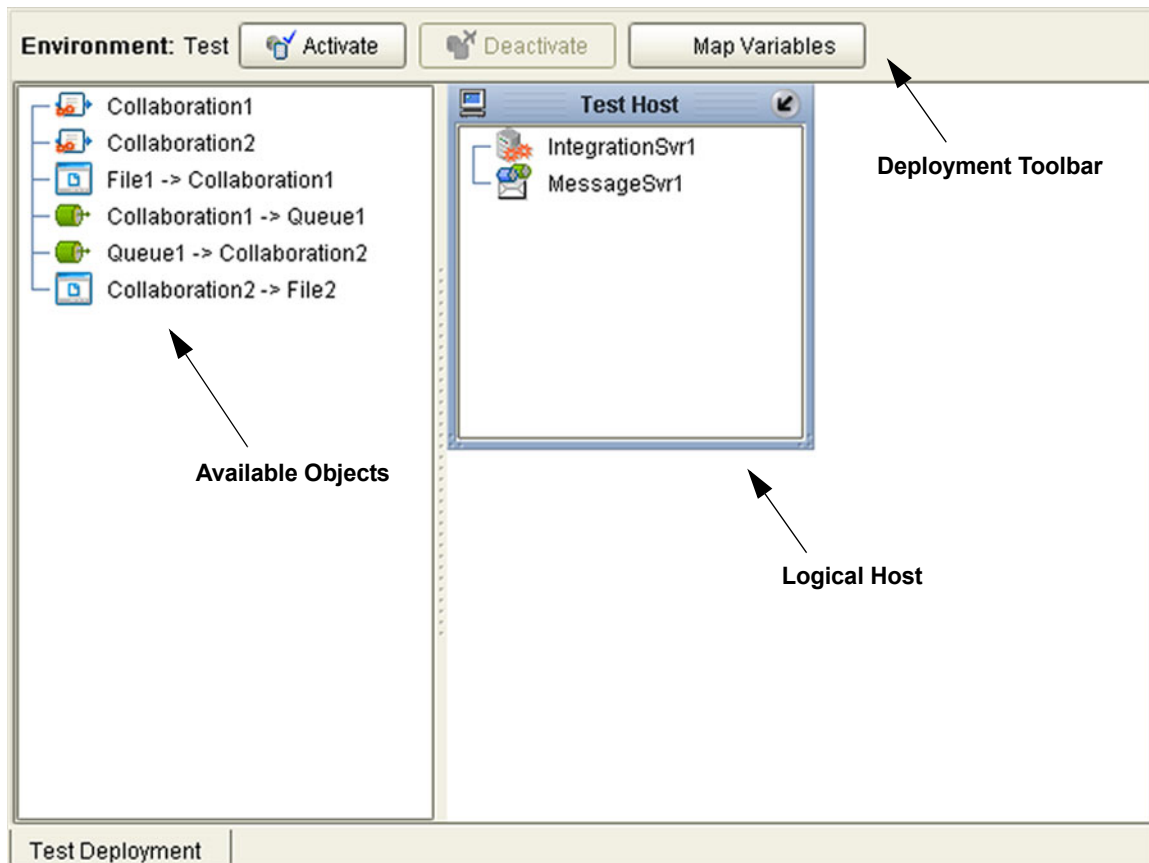 Environment: Test Activate Deactivate Map Variables
Collaboration1
Collaboration2
File1 -> Collaboration1
Collaboration1 -> Queue1
Queue1 -> Collaboration2
Collaboration2 -> File2
Available Objects
Test Host
IntegrationSvr1
MessageSvr1
Deployment Toolbar
Logical Host
Test Deployment